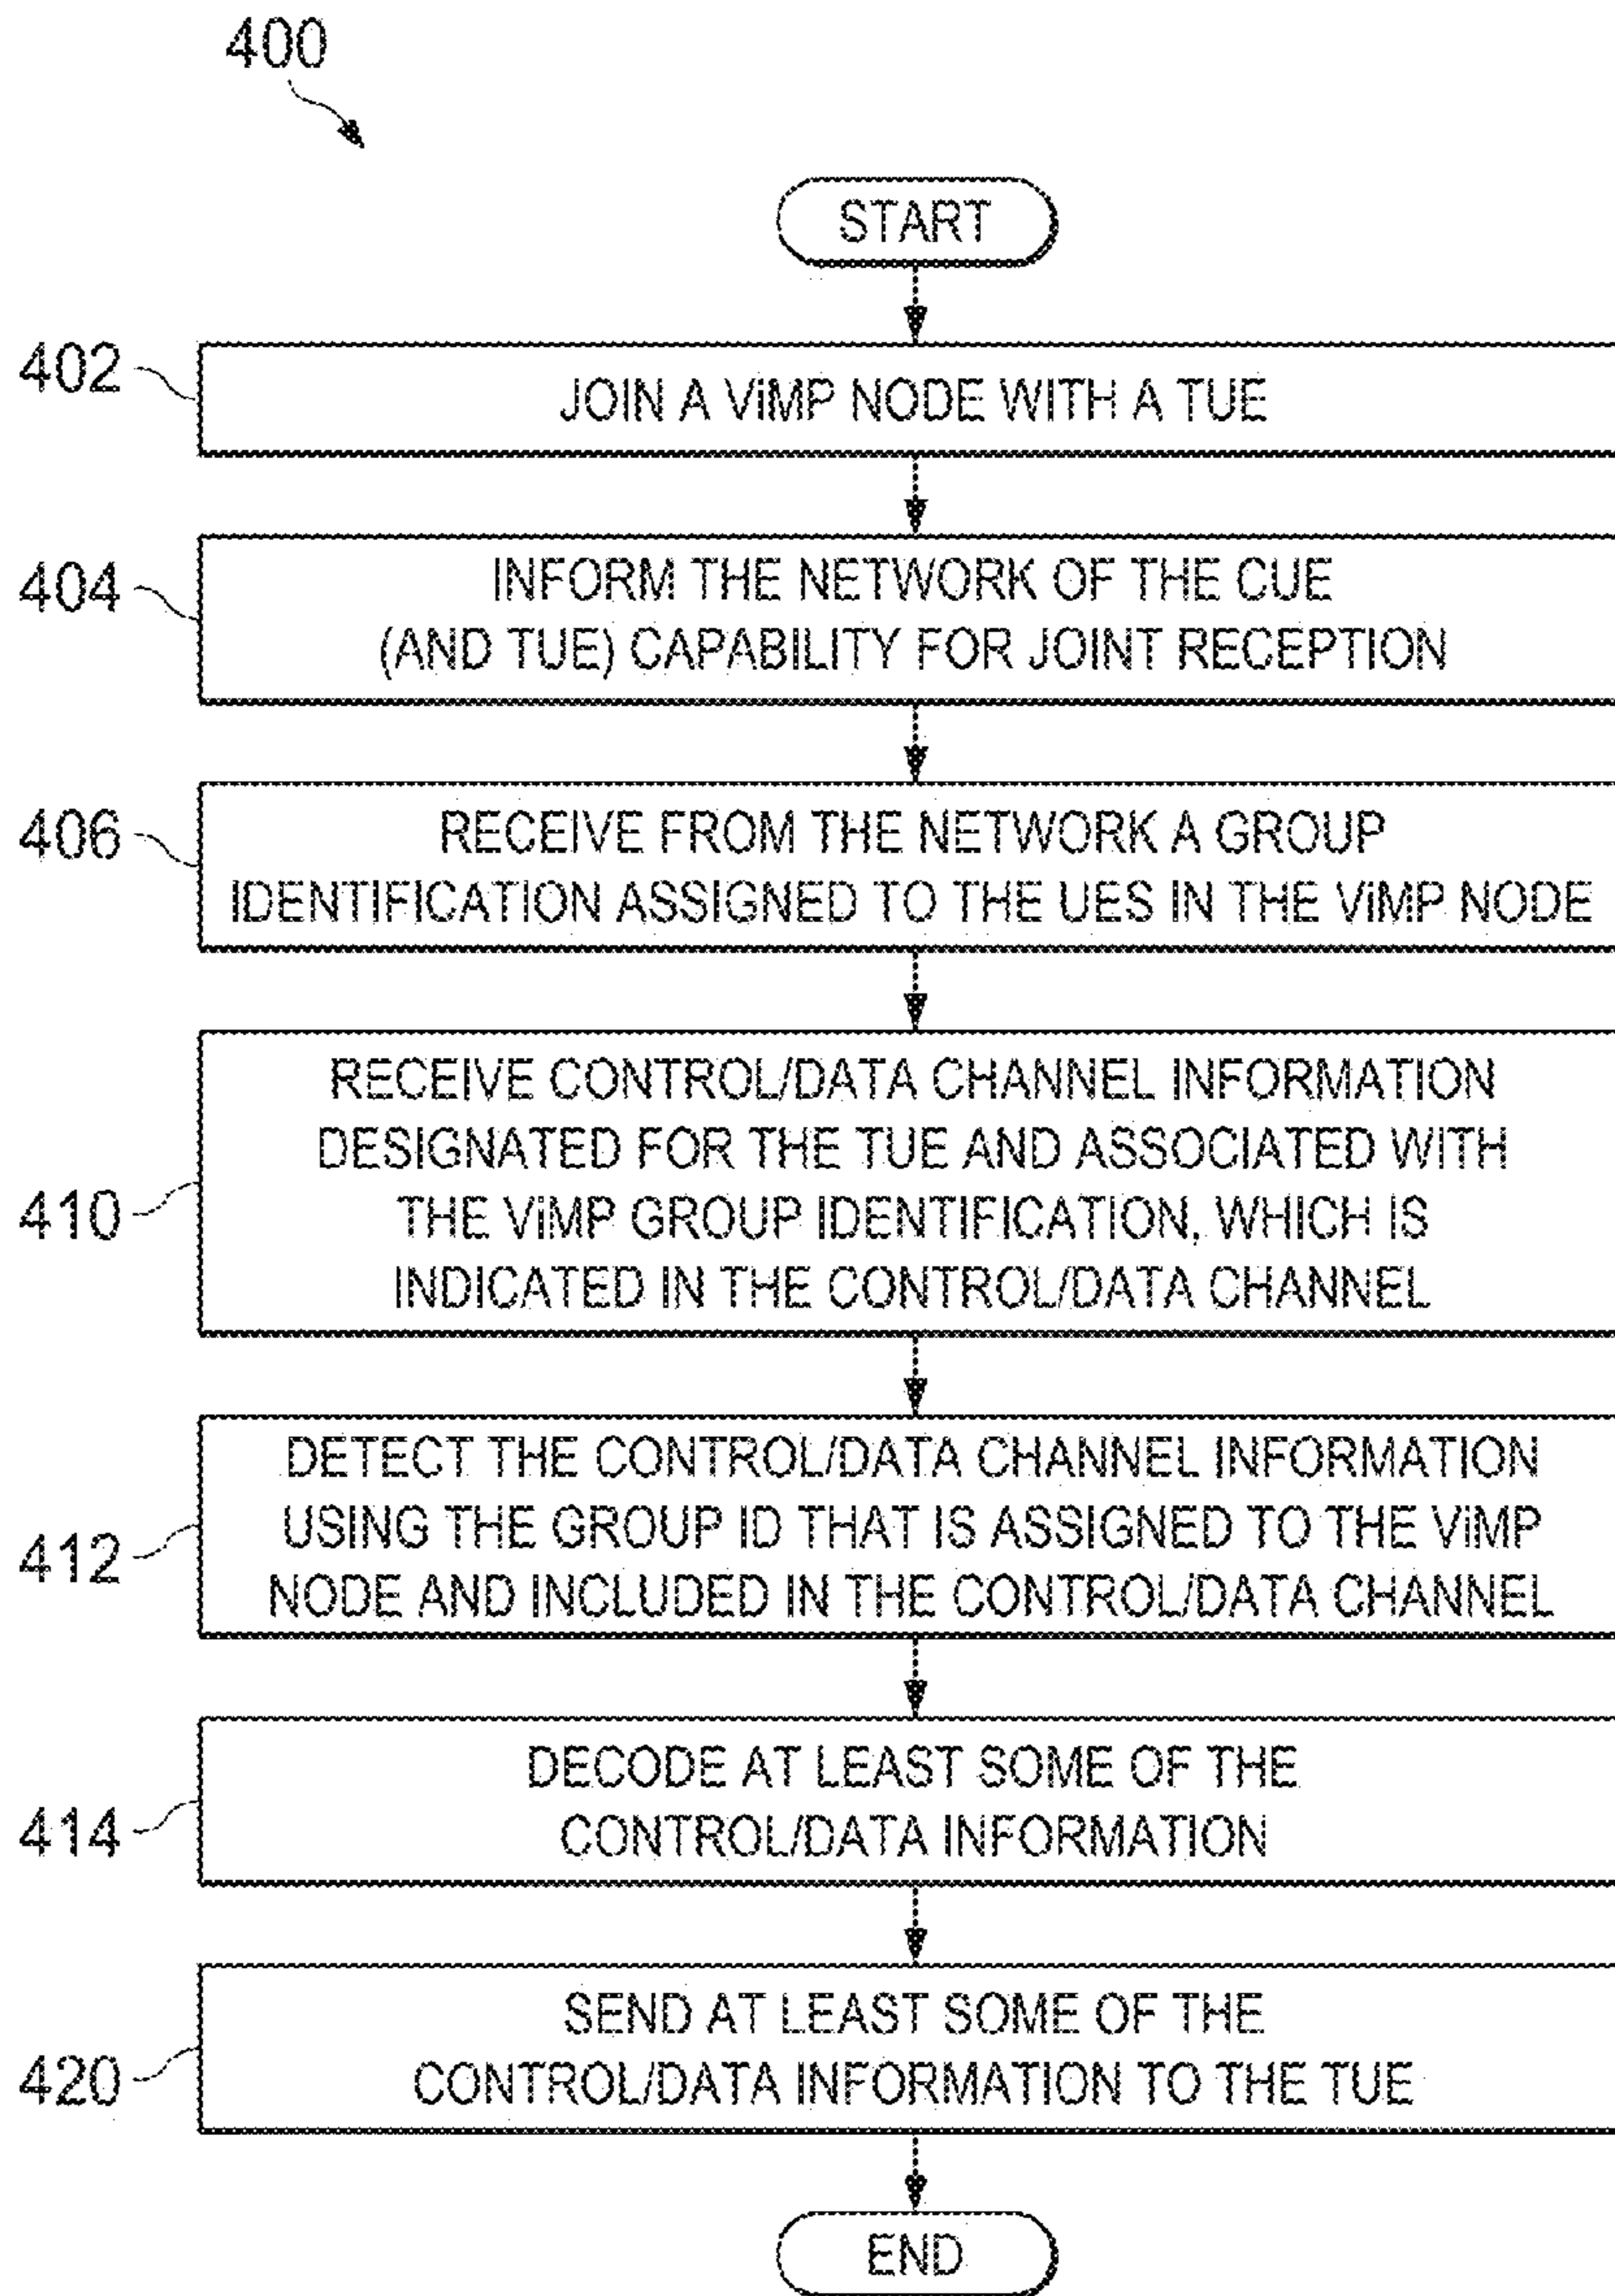 400
START
402
JOIN A ViMP NODE WITH A TUE
404
INFORM THE NETWORK OF THE CUE
(AND TUE) CAPABILITY FOR JOINT RECEPTION
406
RECEIVE FROM THE NETWORK A GROUP
IDENTIFICATION ASSIGNED TO THE UES IN THE ViMP NODE
410
RECEIVE CONTROL/DATA CHANNEL INFORMATION
DESIGNATED FOR THE TUE AND ASSOCIATED WITH
THE ViMP GROUP IDENTIFICATION, WHICH IS
INDICATED IN THE CONTROL/DATA CHANNEL
412
DETECT THE CONTROL/DATA CHANNEL INFORMATION
USING THE GROUP ID THAT IS ASSIGNED TO THE ViMP
NODE AND INCLUDED IN THE CONTROL/DATA CHANNEL
414
DECODE AT LEAST SOME OF THE
CONTROL/DATA INFORMATION
420
SEND AT LEAST SOME OF THE
CONTROL/DATA INFORMATION TO THE TUE
END